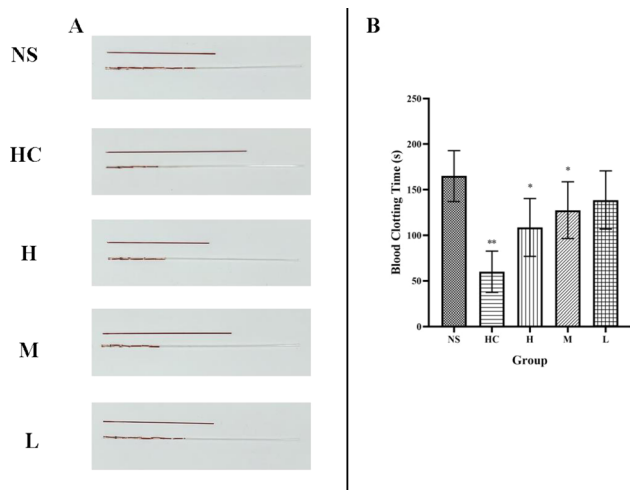 A
NS
HC
H
M
L
B
Blood Clotting Time (s)
250
200
150
100
50
0
**
*
*
NS HC H M L
Group